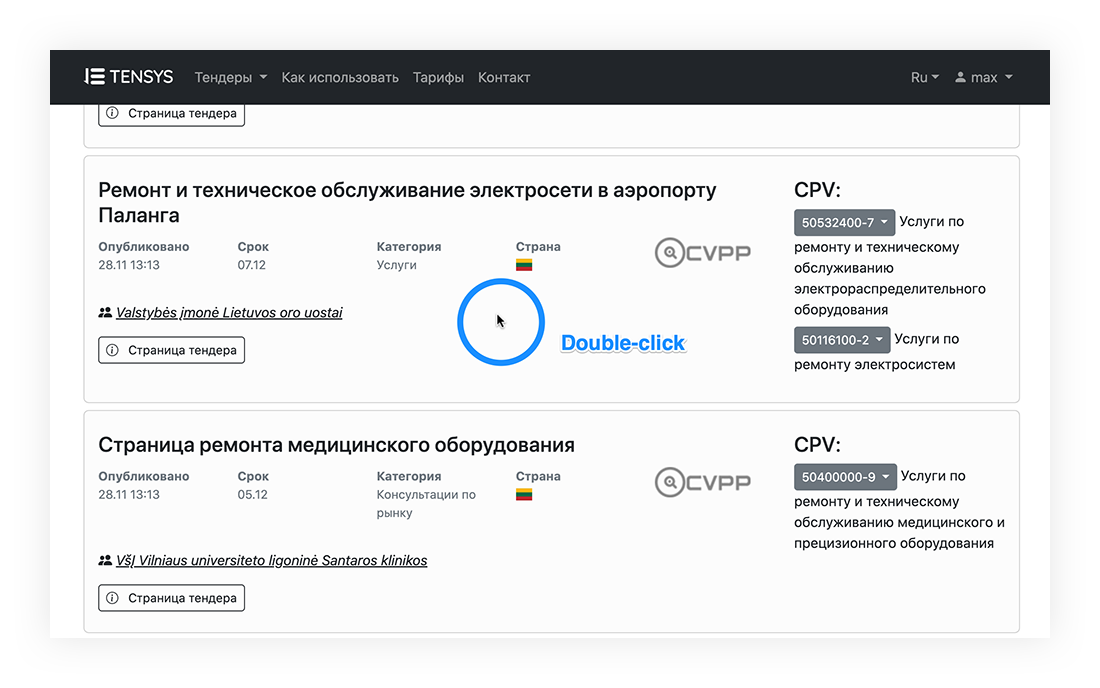 TENSYS Тендеры Как использовать Тарифы Контакт Ru max
Страница тендера
Ремонт и техническое обслуживание электросети в аэропорту
Паланга
Опубликовано Срок Категория Страна
28.11 13:13 07.12 Услуги
CVPP
Valstybės įmonė Lietuvos oro uostai
Страница тендера
Double-click
CPV:
50532400-7 Услуги по
ремонту и техническому
обслуживанию
электрораспределительного
оборудования
50116100-2 Услуги по
ремонту электросистем
Страница ремонта медицинского оборудования
Опубликовано Срок Категория Страна
28.11 13:13 05.12 Консультации по
рынку
CVPP
VšĮ Vilniaus universiteto ligoninė Santaros klinikos
Страница тендера
CPV:
50400000-9 Услуги по
ремонту и техническому
обслуживанию медицинского и
прецизионного оборудования